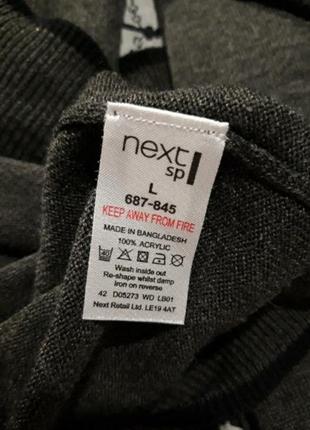 next
sp
L
687-845
KEEP AWAY FROM FIRE
MADE IN BANGLADESH
100% ACRYLIC
40
Wash inside out
Re-shape whilst damp
Iron on reverse
42 D05273 WD LB01
Next Retail Ltd. LE19 4AT